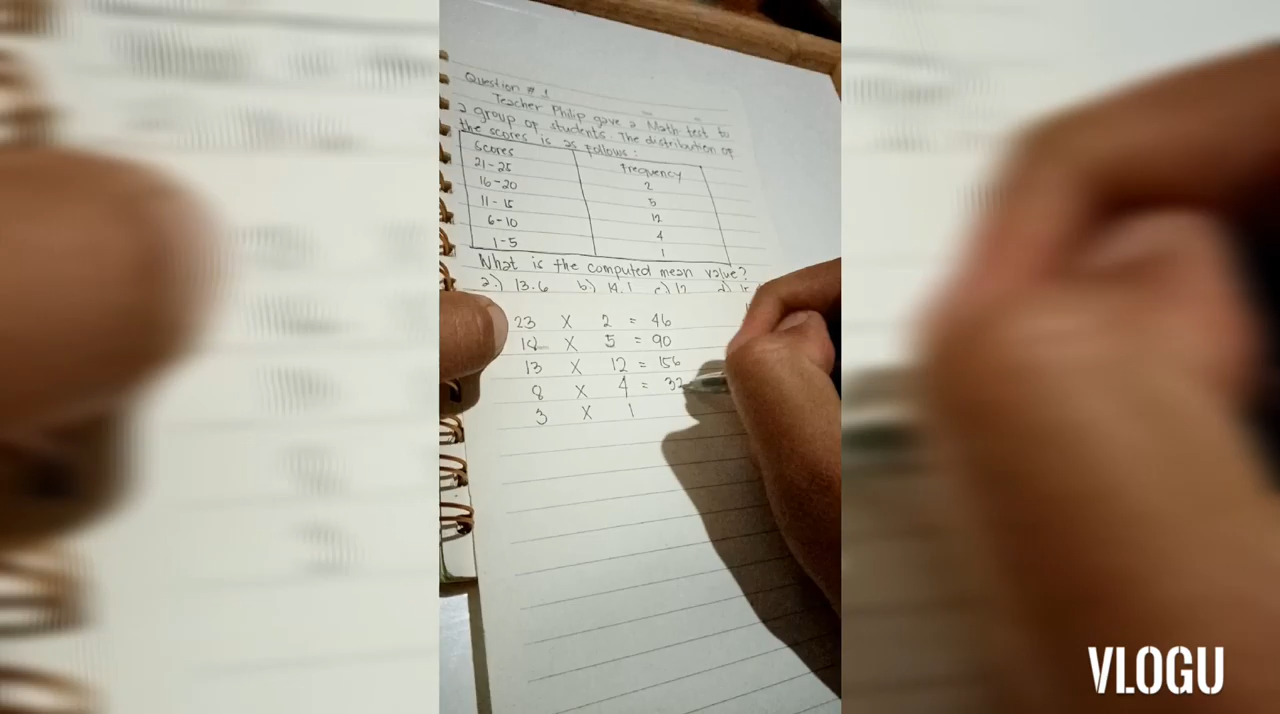 Question # 1
Teacher Philip gave a Math test to
a group of students. The distribution of
the scores is as follows:
Scores Frequency
21-25 2
16-20 5
11-15 12
6-10 4
1-5 1
What is the computed mean value?
a.) 13.6 b) 14.1 c) 12 d)
23 X 2 = 46
18 X 5 = 90
13 X 12 = 156
8 X 4 = 32
3 X 1
VLOGU